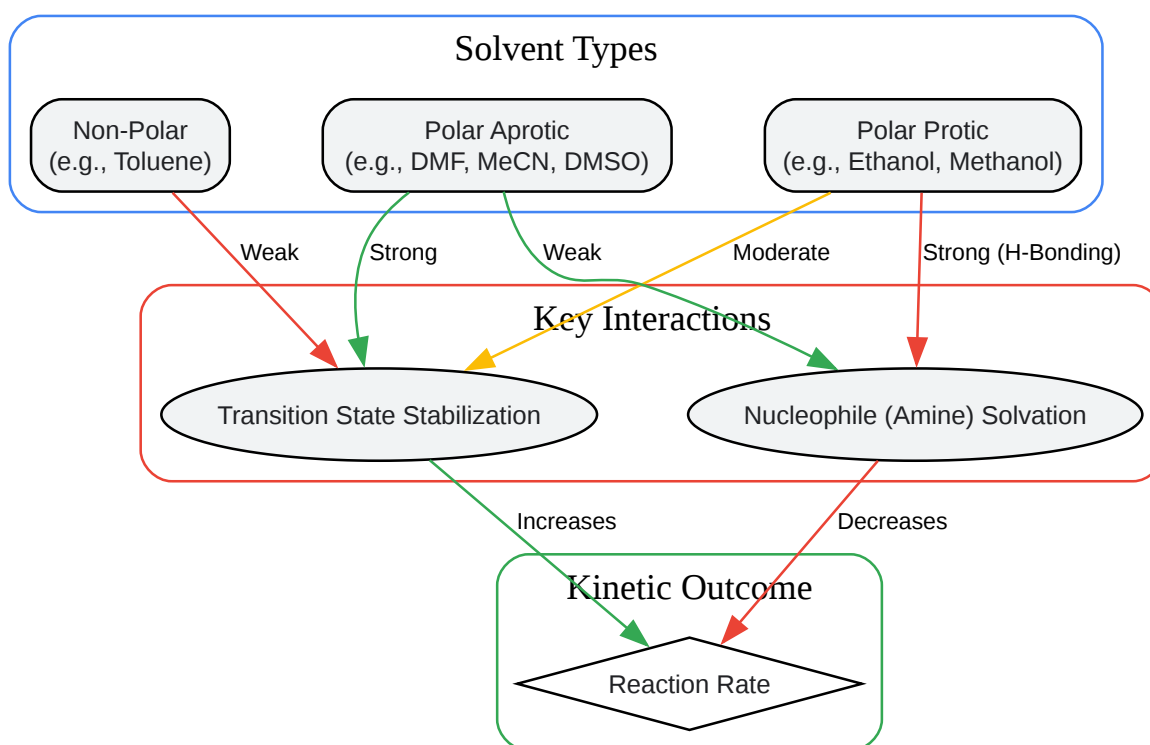 Solvent Types
Non-Polar
(e.g., Toluene)
Polar Aprotic
(e.g., DMF, MeCN, DMSO)
Polar Protic
(e.g., Ethanol, Methanol)
Weak
Strong
Weak
Moderate
Strong (H-Bonding)
Key Interactions
Transition State Stabilization
Nucleophile (Amine) Solvation
Increases
Decreases
Kinetic Outcome
Reaction Rate